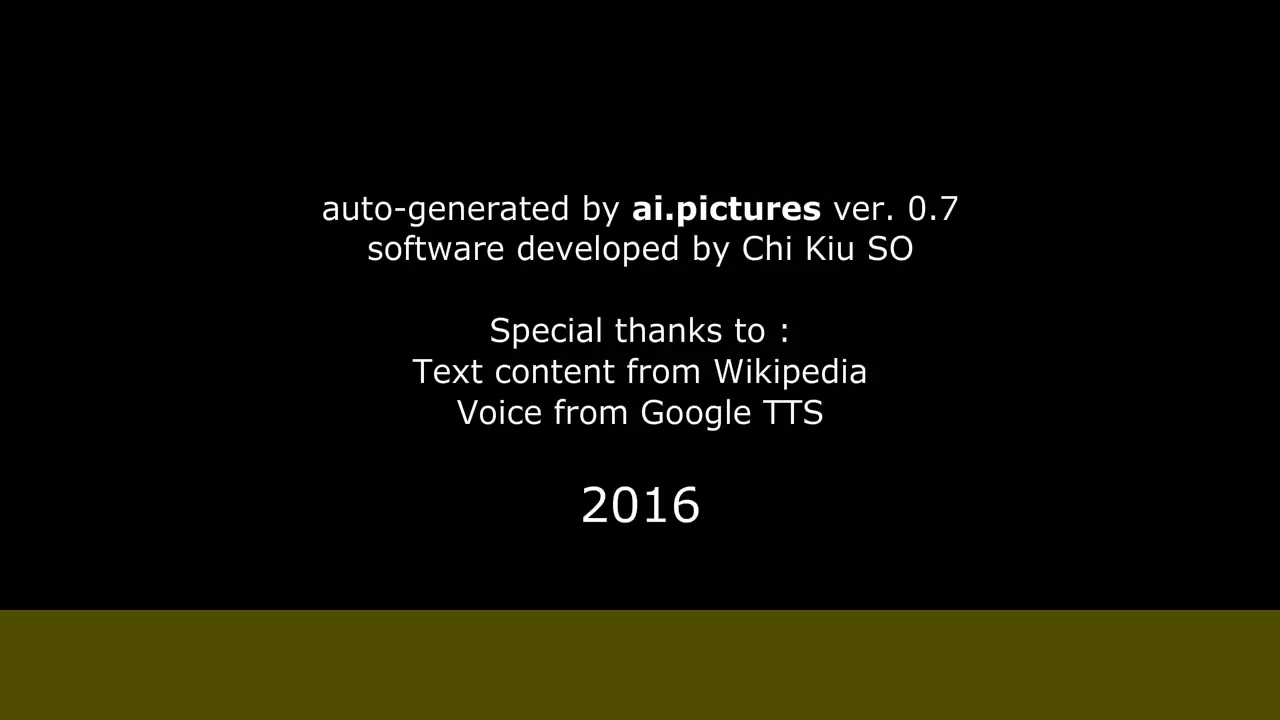 auto-generated by ai.pictures ver. 0.7
software developed by Chi Kiu SO
Special thanks to :
Text content from Wikipedia
Voice from Google TTS
2016